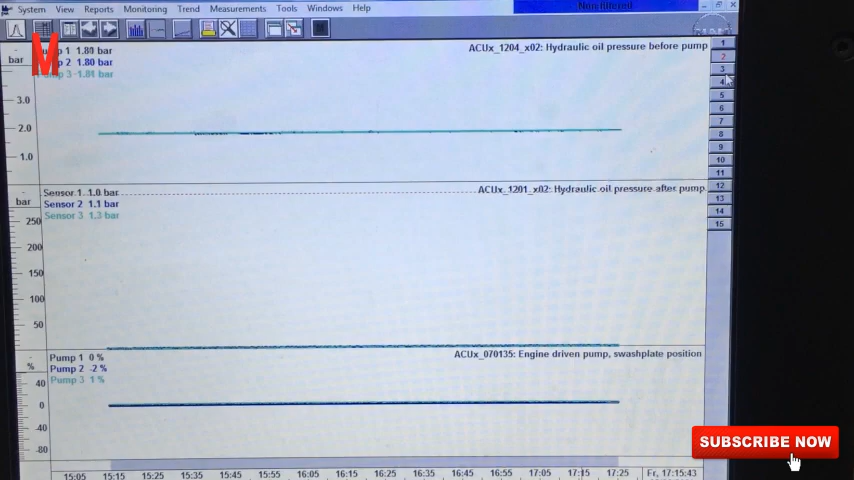 System View Reports Monitoring Trend Measurements Tools Windows Help
M
bar
p 1 1.80 bar
p 2 1.80 bar
p 3 1.81 bar
ACUx_1204_x02: Hydraulic oil pressure before pump
3.0
2.0
1.0
bar
Sensor 1 1.0 bar
Sensor 2 1.1 bar
Sensor 3 1.3 bar
ACUx_1201_x02: Hydraulic oil pressure after pump
250
200
150
100
50
%
Pump 1 0 %
Pump 2 -2 %
Pump 3 1 %
ACUx_070135: Engine driven pump, swashplate position
40
0
-40
-80
15:05 15:15 15:25 15:35 15:45 15:55 16:05 16:15 16:25 16:35 16:45 16:55 17:05 17:15 17:25 Fr, 17:15:43
1
2
3
4
5
6
7
8
9
10
11
12
13
14
15
SUBSCRIBE NOW